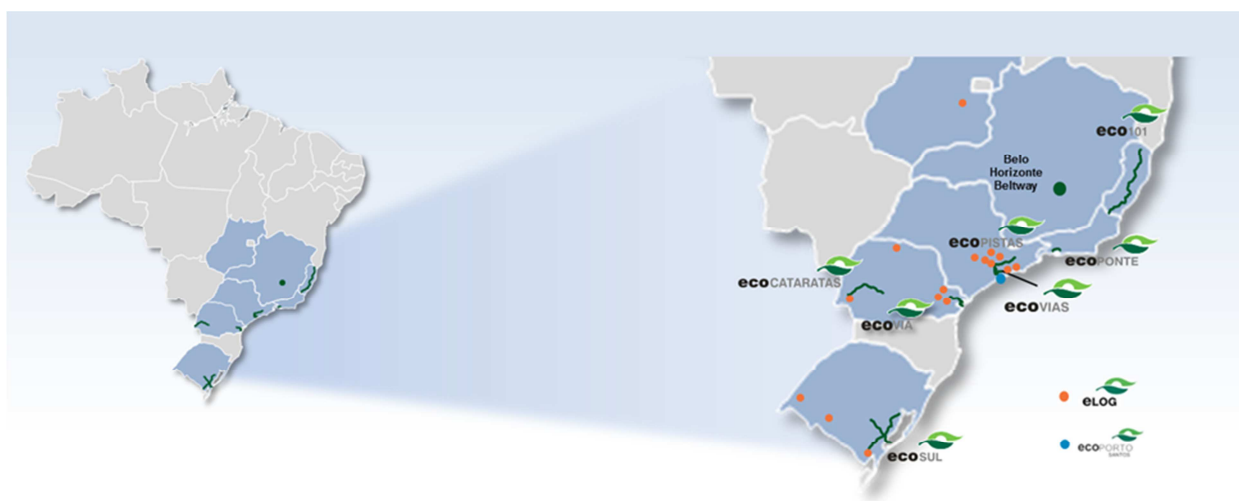 eco101
Belo
Horizonte
Beltway
ecoPISTAS
ecoPONTE
ecoCATARATAS
ecoVIAS
ecoVIA
eLOG
ecoPORTO
SANTOS
ecoSUL